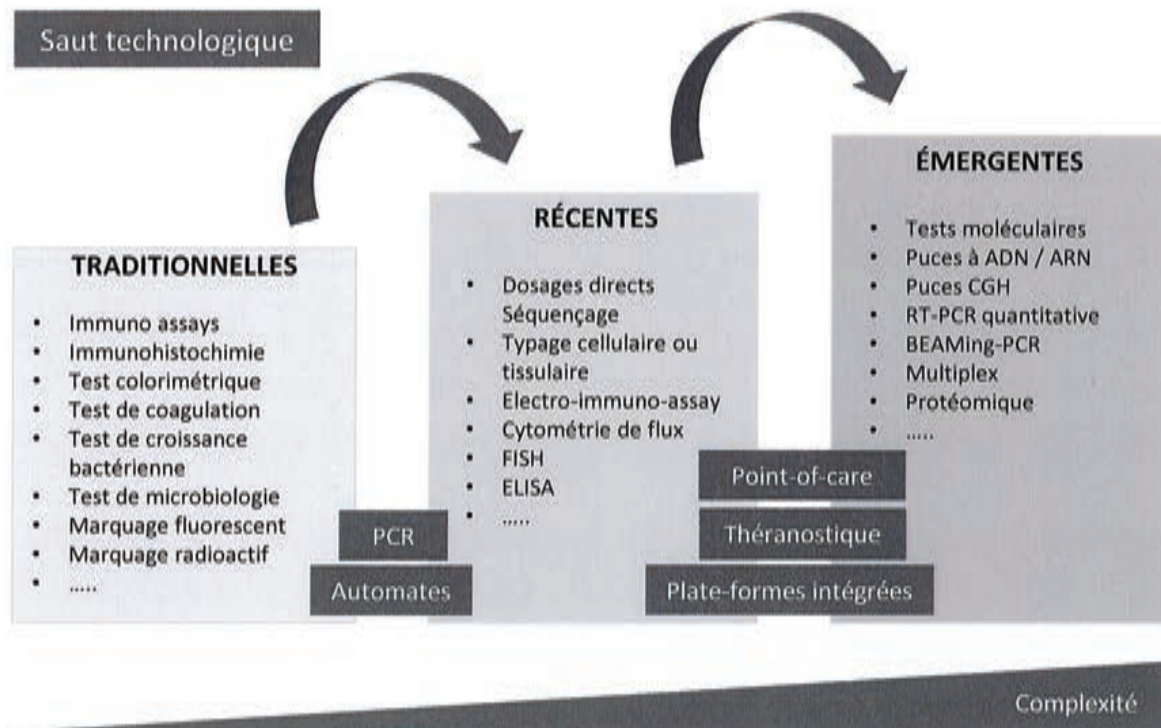 Saut technologique
TRADITIONNELLES
• Immuno assays
• Immunohistochimie
• Test colorimétrique
• Test de coagulation
• Test de croissance
bactérienne
• Test de microbiologie
• Marquage fluorescent
• Marquage radioactif
• .....
PCR
Automates
RÉCENTES
• Dosages directs
Séquençage
• Typage cellulaire ou
tissulaire
• Electro-immuno-assay
• Cytométrie de flux
• FISH
• ELISA
• .....
Point-of-care
Théranostique
Plate-formes intégrées
ÉMERGENTES
• Tests moléculaires
• Puces à ADN / ARN
• Puces CGH
• RT-PCR quantitative
• BEAMing-PCR
• Multiplex
• Protéomique
• .....
Complexité